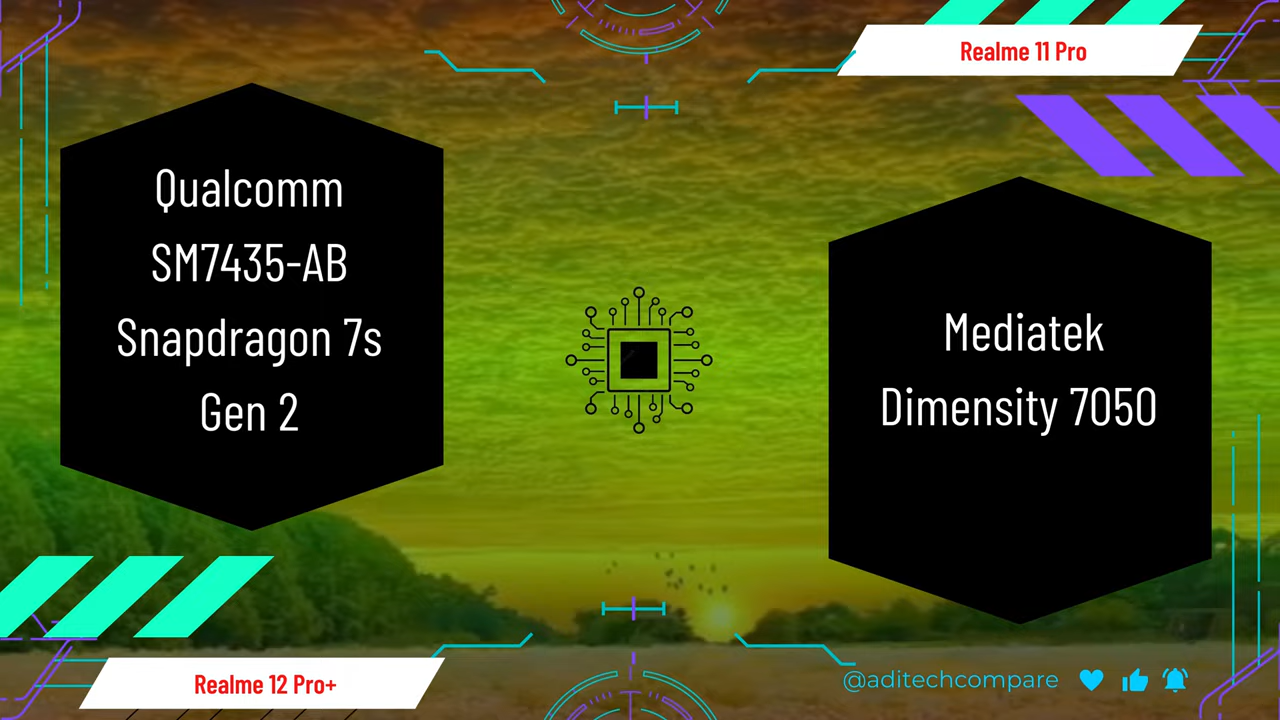 Realme 11 Pro
Qualcomm
SM7435-AB
Snapdragon 7s
Gen 2
Mediatek
Dimensity 7050
Realme 12 Pro+
@aditechcompare